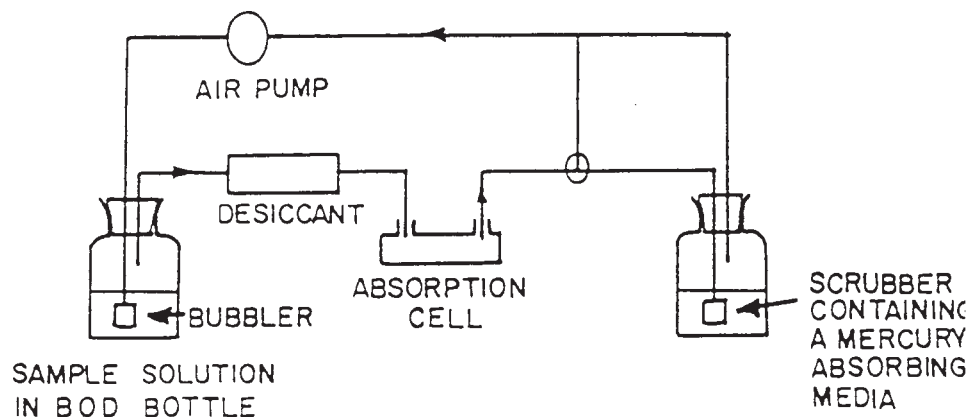 AIR PUMP
DESICCANT
ABSORPTION
CELL
BUBBLER
SAMPLE SOLUTION
IN BOD BOTTLE
SCRUBBER
CONTAINING
A MERCURY
ABSORBING
MEDIA